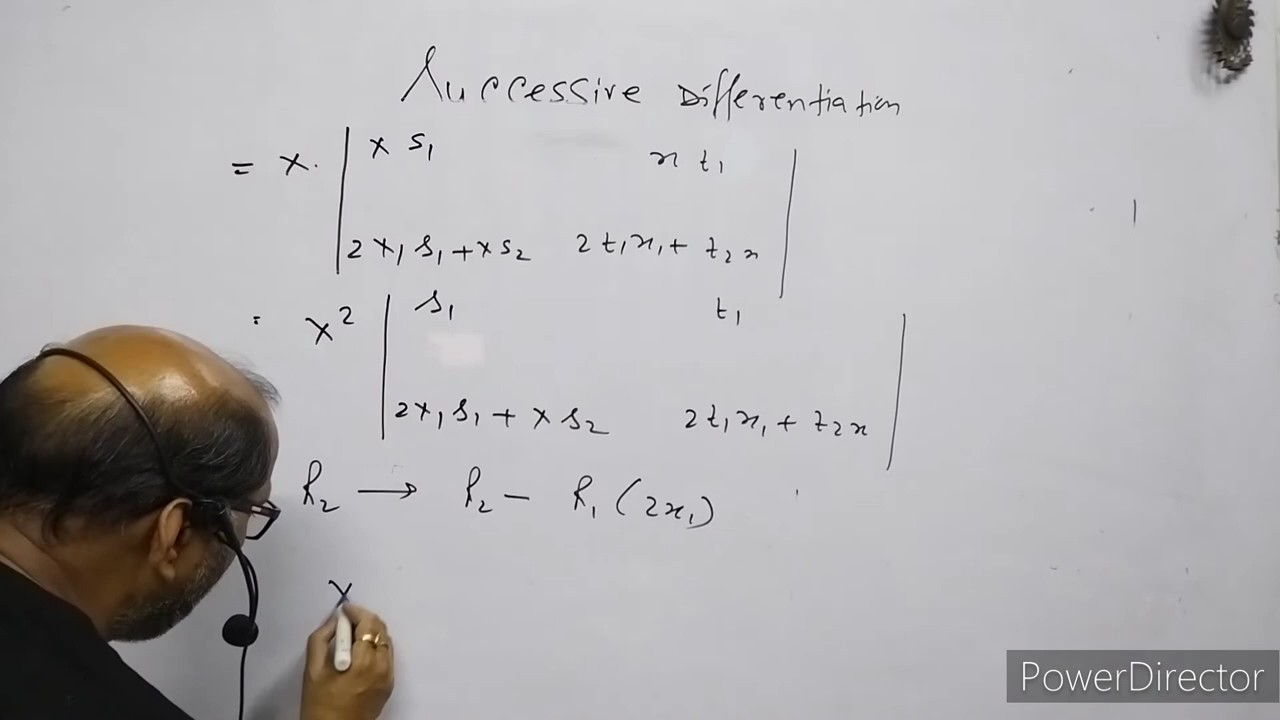 Successive Differentiation
= x. | x s₁ x t₁ |
| 2x₁s₁ + x s₂ 2t₁x₁ + t₂x |
= x² | s₁ t₁ |
| 2x₁s₁ + x s₂ 2t₁x₁ + t₂x |
R₂ → R₂ – R₁ (2x₁)
x
PowerDirector